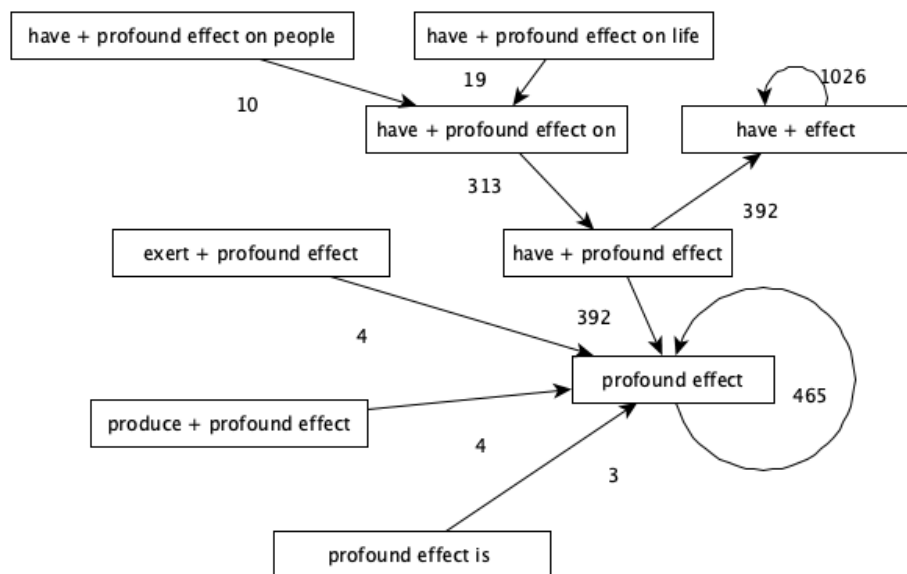 have + profound effect on people
have + profound effect on life
1026
19
10
have + profound effect on
have + effect
313
392
exert + profound effect
have + profound effect
392
4
profound effect
465
produce + profound effect
4
3
profound effect is